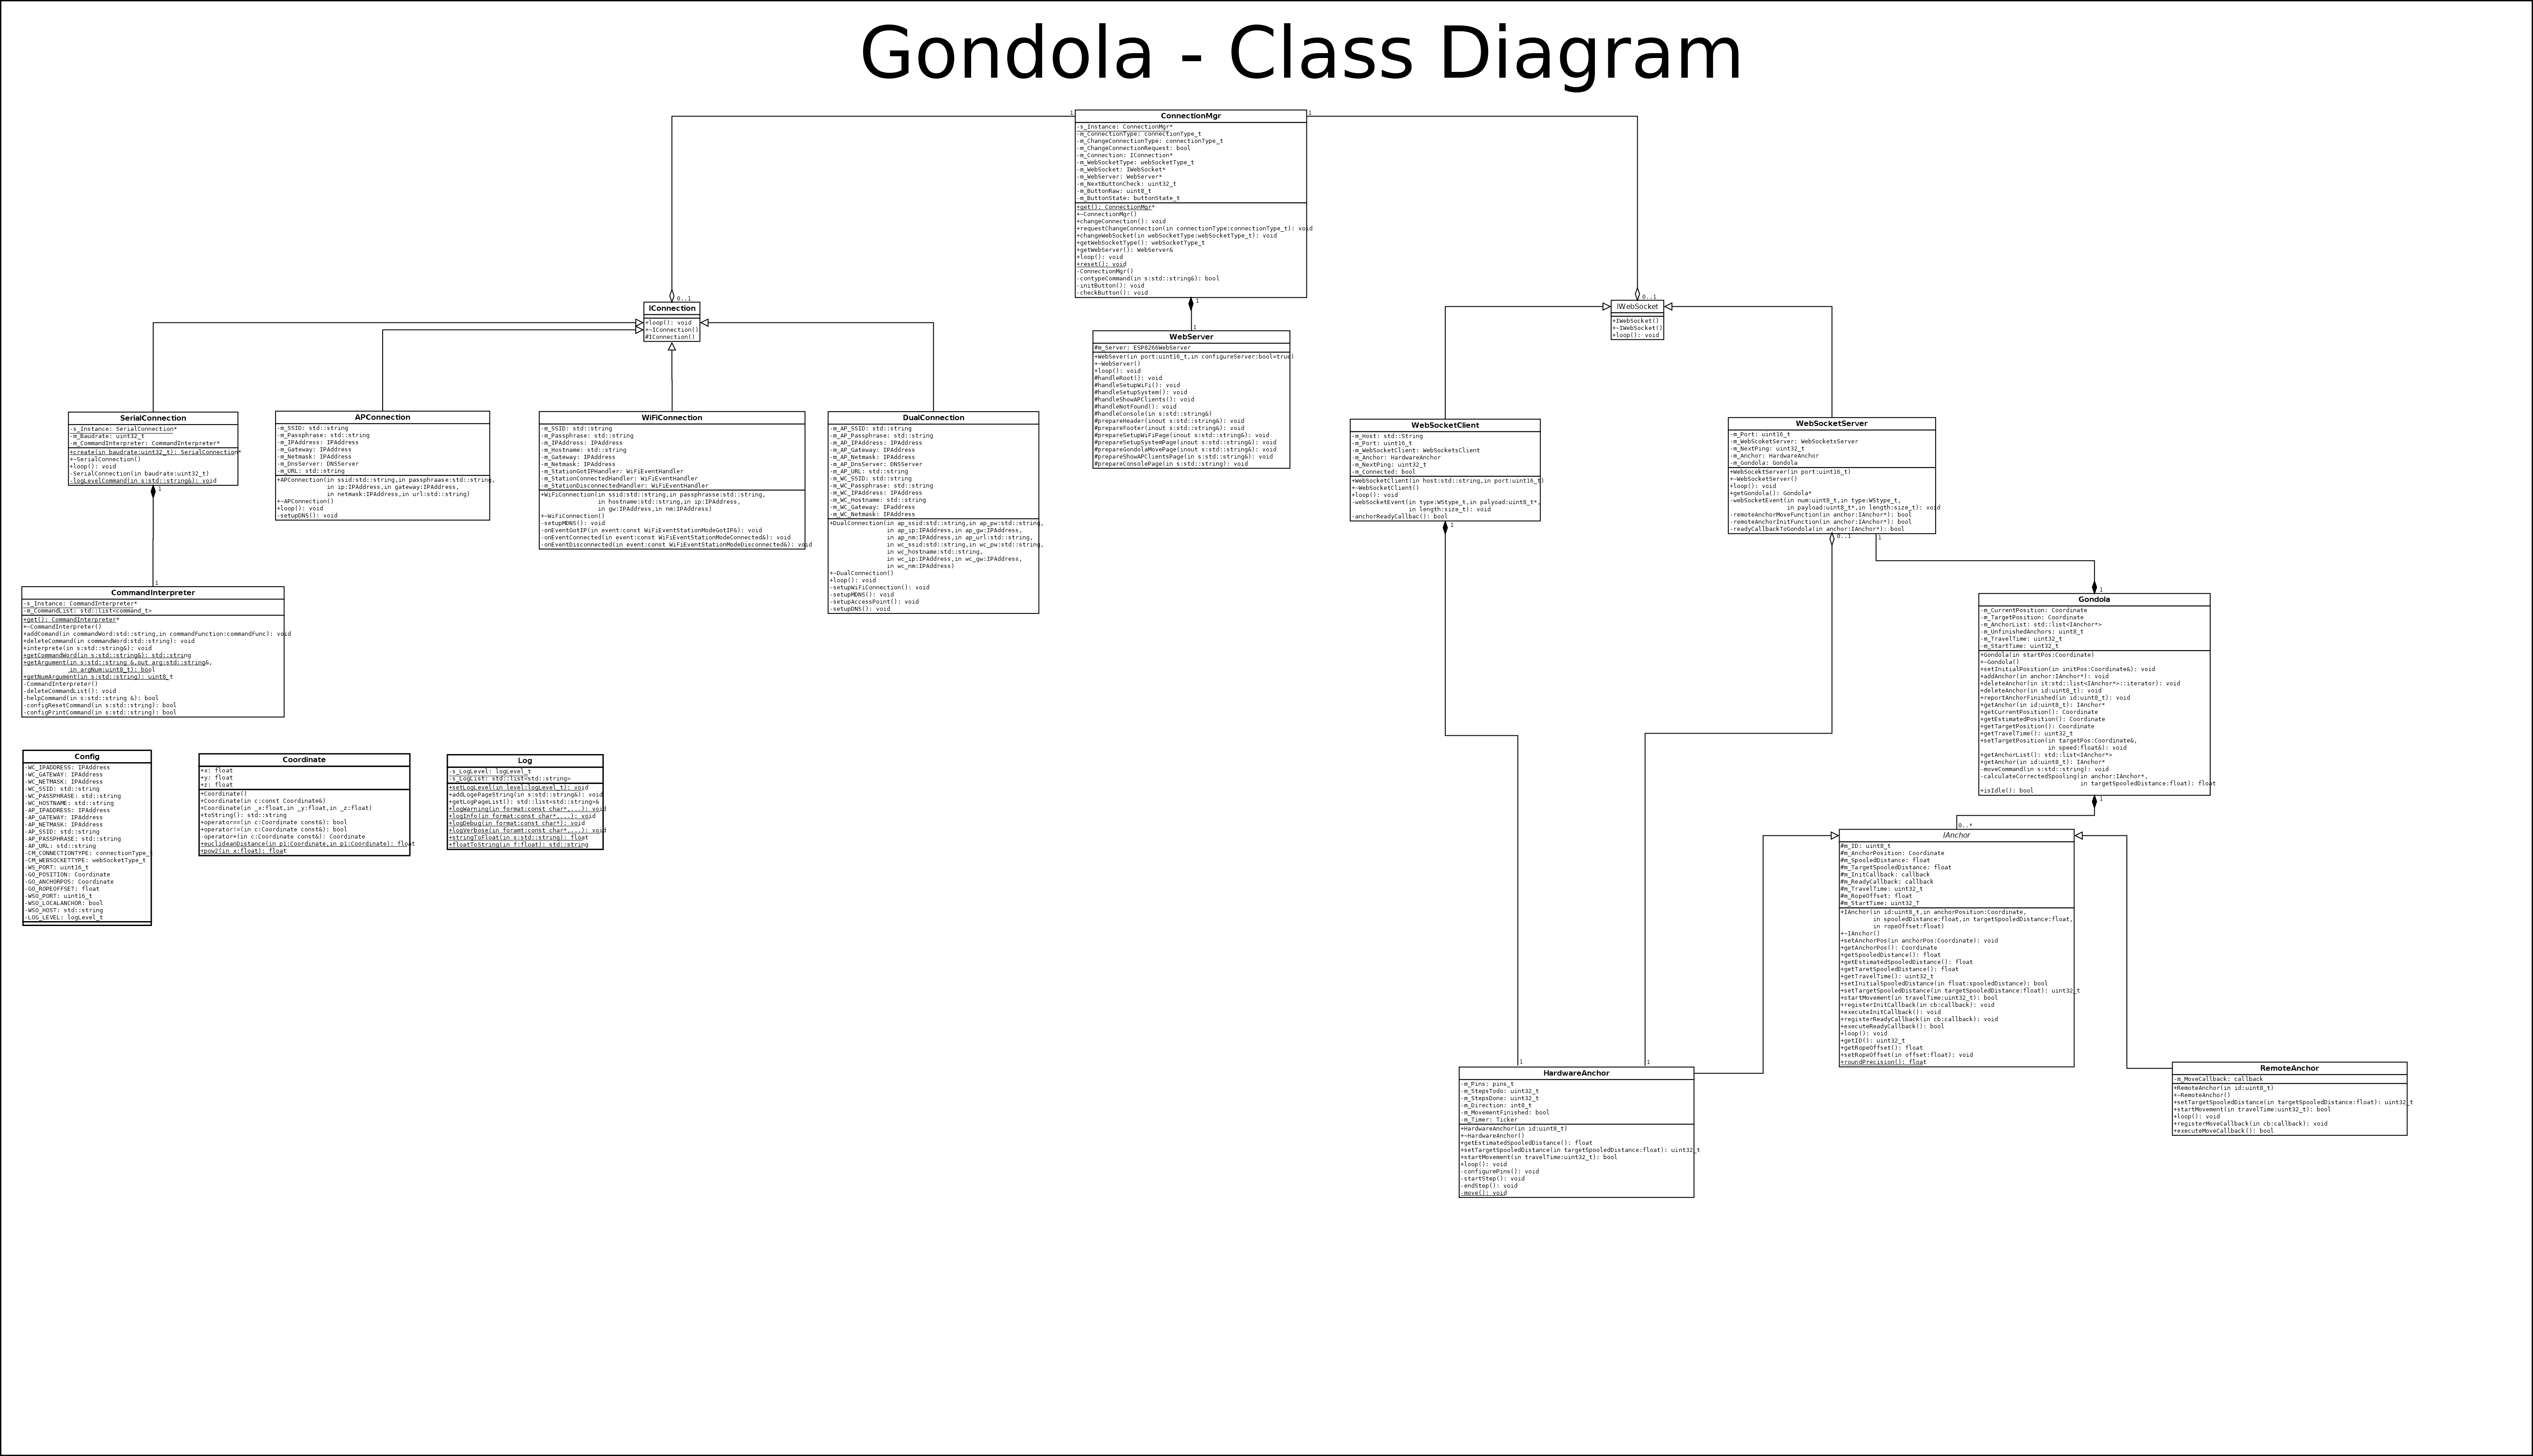 Gondola - Class Diagram
1
1
ConnectionMgr
-s_Instance: ConnectionMgr*
-m_ConnectionType: connectionType_t
-m_ChangeConnectionType: connectionType_t
-m_ChangeConnectionRequest: bool
-m_Connection: IConnection*
-m_WebSocketType: webSocketType_t
-m_WebSocket: IWebSocket*
-m_WebServer: WebServer*
-m_NextButtonCheck: uint32_t
-m_ButtonRaw: uint8_t
-m_ButtonState: buttonState_t
+get(): ConnectionMgr*
+~ConnectionMgr()
+changeConnection(): void
+requestChangeConnection(in connectionType:connectionType_t): void
+changeWebSocket(in webSocketType:webSocketType_t): void
+getWebSocketType(): webSocketType_t
+getWebServer(): WebServer&
+loop(): void
+reset(): void
-ConnectionMgr()
-contypeCommand(in s:std::string&): bool
-initButton(): void
-checkButton(): void
0..1
IConnection
+loop(): void
+~IConnection()
#IConnection()
0..1
IWebSocket
+IWebSocket()
+~IWebSocket()
+loop(): void
1
1
WebServer
#m_Server: ESP8266WebServer
+WebSever(in port:uint16_t,in configureServer:bool=true)
+~WebServer()
+loop(): void
#handleRoot(): void
#handleSetupWiFi(): void
#handleSetupSystem(): void
#handleShowAPClients(): void
#handleNotFound(): void
#handleConsole(in s:std::string&)
#prepareHeader(inout s:std::string&): void
#prepareFooter(inout s:std::string&): void
#prepareSetupWiFiPage(inout s:std::string&): void
#prepareSetupSystemPage(inout s:std::string&): void
#prepareGondolaMovePage(inout s:std::string&): void
#prepareShowAPClientsPage(in s:std::string&): void
#prepareConsolePage(in s:std::string): void
SerialConnection
-s_Instance: SerialConnection*
-m_Baudrate: uint32_t
-m_CommandInterpreter: CommandInterpreter*
+create(in baudrate:uint32_t): SerialConnection*
+~SerialConnection()
+loop(): void
-SerialConnection(in baudrate:uint32_t)
-logLevelCommand(in s:std::string&): void
1
APConnection
-m_SSID: std::string
-m_Passphrase: std::string
-m_IPAddress: IPAddress
-m_Gateway: IPAddress
-m_Netmask: IPAddress
-m_DnsServer: DNSServer
-m_URL: std::string
+APConnection(in ssid:std::string,in passphraase:std::string,
in ip:IPAddress,in gateway:IPAddress,
in netmask:IPAddress,in url:std::string)
+~APConnection()
+loop(): void
-setupDNS(): void
WiFiConnection
-m_SSID: std::string
-m_Passphrase: std::string
-m_IPAddress: IPAddress
-m_Hostname: std::string
-m_Gateway: IPAddress
-m_Netmask: IPAddress
-m_StationGotIPHandler: WiFiEventHandler
-m_StationConnectedHandler: WiFiEventHandler
-m_StationDisconnectedHandler: WiFiEventHandler
+WiFiConnection(in ssid:std::string,in passphrase:std::string,
in hostname:std::string,in ip:IPAddress,
in gw:IPAddress,in nm:IPAddress)
+~WiFiConnection()
-setupMDNS(): void
-onEventGotIP(in event:const WiFiEventStationModeGotIP&): void
-onEventConnected(in event:const WiFiEventStationModeConnected&): void
-onEventDisconnected(in event:const WiFiEventStationModeDisconnected&): void
DualConnection
-m_AP_SSID: std::string
-m_AP_Passphrase: std::string
-m_AP_IPAddress: IPAddress
-m_AP_Gateway: IPAddress
-m_AP_Netmask: IPAddress
-m_AP_DnsServer: DNSServer
-m_AP_URL: std::string
-m_WC_SSID: std::string
-m_WC_Passphrase: std::string
-m_WC_IPAddress: IPAddress
-m_WC_Hostname: std::string
-m_WC_Gateway: IPaddress
-m_WC_Netmask: IPAddress
+DualConnection(in ap_ssid:std::string,in ap_pw:std::string,
in ap_ip:IPAddress,in ap_gw:IPAddress,
in ap_nm:IPAddress,in ap_url:std::string,
in wc_ssid:std::string,in wc_pw:std::string,
in wc_hostname:std::string,
in wc_ip:IPAddress,in wc_gw:IPAddress,
in wc_nm:IPAddress)
+~DualConnection()
+loop(): void
-setupWiFiConnection(): void
-setupMDNS(): void
-setupAccessPoint(): void
-setupDNS(): void
WebSocketClient
-m_Host: std::String
-m_Port: uint16_t
-m_WebSocketClient: WebSocketsClient
-m_Anchor: HardwareAnchor
-m_NextPing: uint32_t
-m_Connected: bool
+WebSocketClient(in host:std::string,in port:uint16_t)
+~WebSocketClient()
+loop(): void
-webSocketEvent(in type:WStype_t,in palyoad:uint8_t*,
in length:size_t): void
-anchorReadyCallbac(): bool
1
WebSocketServer
-m_Port: uint16_t
-m_WebScoketServer: WebSocketsServer
-m_NextPing: uint32_t
-m_Anchor: HardwareAnchor
-m_Gondola: Gondola
+WebSocektServer(in port:uint16_t)
+~WebSocketServer()
+loop(): void
+getGondola(): Gondola*
-webSocketEvent(in num:uint8_t,in type:WStype_t,
in payload:uint8_t*,in length:size_t): void
-remoteAnchorMoveFunction(in anchor:IAnchor*): bool
-remoteAnchorInitFunction(in anchor:IAnchor*): bool
-readyCallbackToGondola(in anchor:IAnchor*): bool
0..1
1
1
CommandInterpreter
-s_Instance: CommandInterpreter*
-m_CommandList: std::list<command_t>
+get(): CommandInterpreter*
+~CommandInterpreter()
+addComand(in commandWord:std::string,in commandFunction:commandFunc): void
+deleteCommand(in commandWord:std::string): void
+interprete(in s:std::string&): void
+getCommandWord(in s:std::string&): std::string
+getArgument(in s:std::string &,out arg:std::string&,
in argNum:uint8_t): bool
+getNumArgument(in s:std::string): uint8_t
-CommandInterpreter()
-deleteCommandList(): void
-helpCommand(in s:std::string &): bool
-configResetCommand(in s:std::string): bool
-configPrintCommand(in s:std::string): bool
1
Gondola
-m_CurrentPosition: Coordinate
-m_TargetPosition: Coordinate
-m_AnchorList: std::list<IAnchor*>
-m_UnfinishedAnchors: uint8_t
-m_TravelTime: uint32_t
-m_StartTime: uint32_t
+Gondola(in startPos:Coordinate)
+~Gondola()
+setInitialPosition(in initPos:Coordinate&): void
+addAnchor(in anchor:IAnchor*): void
+deleteAnchor(in it:std::list<IAnchor*>::iterator): void
+deleteAnchor(in id:uint8_t): void
+reportAnchorFinished(in id:uint8_t): void
+getAnchor(in id:uint8_t): IAnchor*
+getCurrentPosition(): Coordinate
+getEstimatedPosition(): Coordinate
+getTargetPosition(): Coordinate
+getTravelTime(): uint32_t
+setTargetPosition(in targetPos:Coordinate&,
in speed:float&): void
+getAnchorList(): std::list<IAnchor*>
+getAnchor(in id:uint8_t): IAnchor*
-moveCommand(in s:std::string): void
-calculateCorrectedSpooling(in anchor:IAnchor*,
in targetSpooledDistance:float): float
+isIdle(): bool
1
Config
-WC_IPADDRESS: IPAddress
-WC_GATEWAY: IPAddress
-WC_NETMASK: IPAddress
-WC_SSID: std::string
-WC_PASSPHRASE: std::string
-WC_HOSTNAME: std::string
-AP_IPADDRESS: IPAddress
-AP_GATEWAY: IPAddress
-AP_NETMASK: IPAddress
-AP_SSID: std::string
-AP_PASSPHRASE: std::string
-AP_URL: std::string
-CM_CONNECTIONTYPE: connectionType_t
-CM_WEBSOCKETTYPE: webSocketType_t
-WS_PORT: uint16_t
-GO_POSITION: Coordinate
-GO_ANCHORPOS: Coordinate
-GO_ROPEOFFSET: float
-WSO_PORT: uint16_t
-WSO_LOCALANCHOR: bool
-WSO_HOST: std::string
-LOG_LEVEL: logLevel_t
Coordinate
+x: float
+y: float
+z: float
+Coordinate()
+Coordinate(in c:const Coordinate&)
+Coordinate(in _x:float,in _y:float,in _z:float)
+toString(): std::string
+operator==(in c:Coordinate const&): bool
+operator!=(in c:Coordinate const&): bool
-operator+(in c:Coordinate const&): Coordinate
+euclideanDistance(in p1:Coordinate,in p1:Coordinate): float
+pow2(in x:float): float
Log
-s_LogLevel: logLevel_t
-s_LogList: std::list<std::string>
+setLogLevel(in level:logLevel_t): void
+addLogePageString(in s:std::string&): void
+getLogPageList(): std::list<std::string>&
+logWarning(in format:const char*,...): void
+logInfo(in format:const char*,...): void
+logDebug(in format:const char*): void
+logVerbose(in foramt:const char*,...): void
+stringToFloat(in s:std::string): float
+floatToString(in f:float): std::string
0..*
IAnchor
#m_ID: uint8_t
#m_AnchorPosition: Coordinate
#m_SpooledDistance: float
#m_TargetSpooledDistance: float
#m_InitCallback: callback
#m_ReadyCallback: callback
#m_TravelTime: uint32_t
#m_RopeOffset: float
#m_StartTime: uint32_T
+IAnchor(in id:uint8_t,in anchorPosition:Coordinate,
in spooledDistance:float,in targetSpooledDistance:float,
in ropeOffset:float)
+~IAnchor()
+setAnchorPos(in anchorPos:Coordinate): void
+getAnchorPos(): Coordinate
+getSpooledDistance(): float
+getEstimatedSpooledDistance(): float
+getTaretSpooledDistance(): float
+getTravelTime(): uint32_t
+setInitialSpooledDistance(in float:spooledDistance): bool
+setTargetSpooledDistance(in targetSpooledDistance:float): uint32_t
+startMovement(in travelTime:uint32_t): bool
+registerInitCallback(in cb:callback): void
+executeInitCallback(): void
+registerReadyCallback(in cb:callback): void
+executeReadyCallback(): bool
+loop(): void
+getID(): uint32_t
+getRopeOffset(): float
+setRopeOffset(in offset:float): void
+roundPrecision(): float
1
1
HardwareAnchor
-m_Pins: pins_t
-m_StepsTodo: uint32_t
-m_StepsDone: uint32_t
-m_Direction: int8_t
-m_MovementFinished: bool
-m_Timer: Ticker
+HardwareAnchor(in id:uint8_t)
+~HardwareAnchor()
+getEstimatedSpooledDistance(): float
+setTargetSpooledDistance(in targetSpooledDistance:float): uint32_t
+startMovement(in travelTime:uint32_t): bool
+loop(): void
-configurePins(): void
-startStep(): void
-endStep(): void
-move(): void
RemoteAnchor
-m_MoveCallback: callback
+RemoteAnchor(in id:uint8_t)
+~RemoteAnchor()
+setTargetSpooledDistance(in targetSpooledDistance:float): uint32_t
+startMovement(in travelTime:uint32_t): bool
+loop(): void
+registerMoveCallback(in cb:callback): void
+executeMoveCallback(): bool